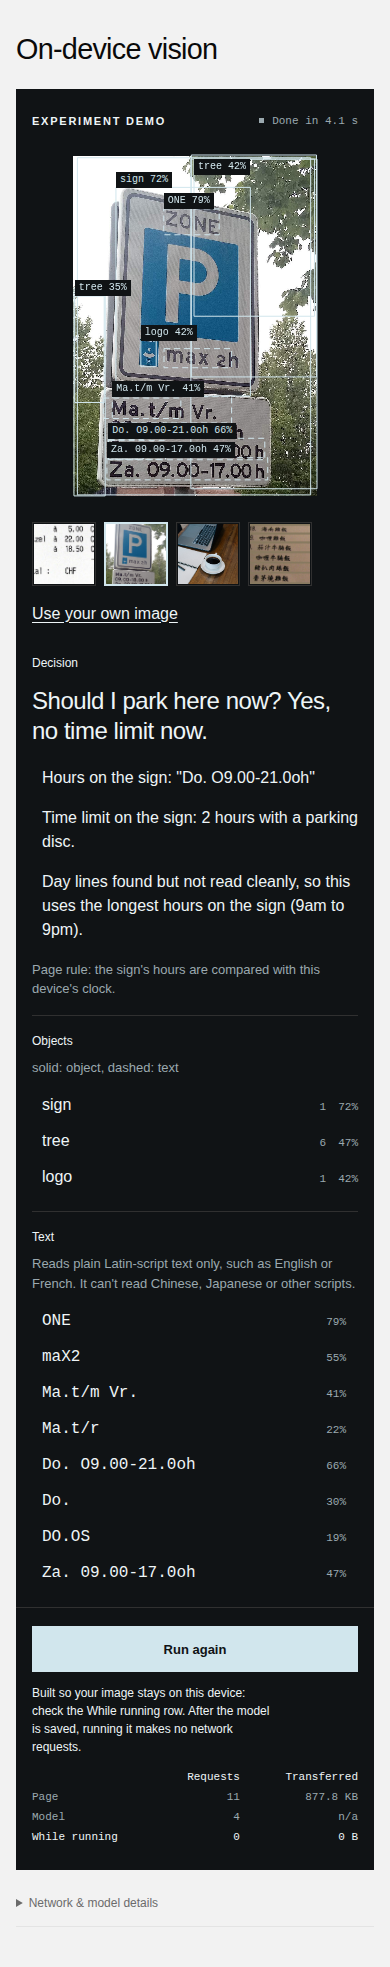 On-device vision
EXPERIMENT DEMO
Done in 4.1 s
tree 42%
sign 72%
ONE 79%
ZONE
P
tree 35%
logo 42%
max 2h
Ma.t/m Vr. 41%
Ma.t/m Vr.
Do. O9.00-21.0oh 66%
Za. 09.00-17.0oh 47%
Za. 09.00-17.00 h
5.00
22.00
18.50
CHF
Use your own image
Decision
Should I park here now? Yes,
no time limit now.
Hours on the sign: "Do. O9.00-21.0oh"
Time limit on the sign: 2 hours with a parking
disc.
Day lines found but not read cleanly, so this
uses the longest hours on the sign (9am to
9pm).
Page rule: the sign's hours are compared with this
device's clock.
Objects
solid: object, dashed: text
sign 1 72%
tree 6 47%
logo 1 42%
Text
Reads plain Latin-script text only, such as English or
French. It can't read Chinese, Japanese or other scripts.
ONE 79%
maX2 55%
Ma.t/m Vr. 41%
Ma.t/r 22%
Do. O9.00-21.0oh 66%
Do. 30%
DO.OS 19%
Za. 09.00-17.0oh 47%
Run again
Built so your image stays on this device:
check the While running row. After the model
is saved, running it makes no network
requests.
Requests Transferred
Page 11 877.8 KB
Model 4 n/a
While running 0 0 B
Network & model details